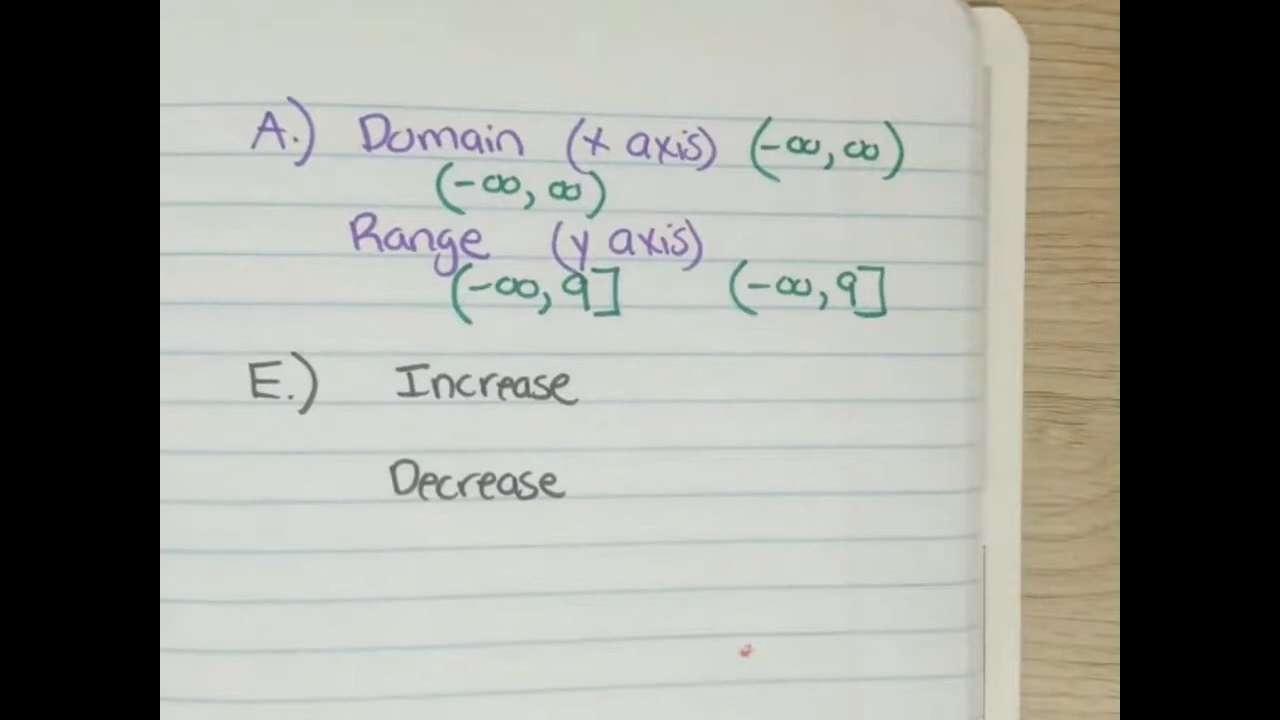 A.) Domain (x axis) (-∞, ∞)
(-∞, ∞)
Range (y axis)
(-∞, 9] (-∞, 9]
E.) Increase
Decrease